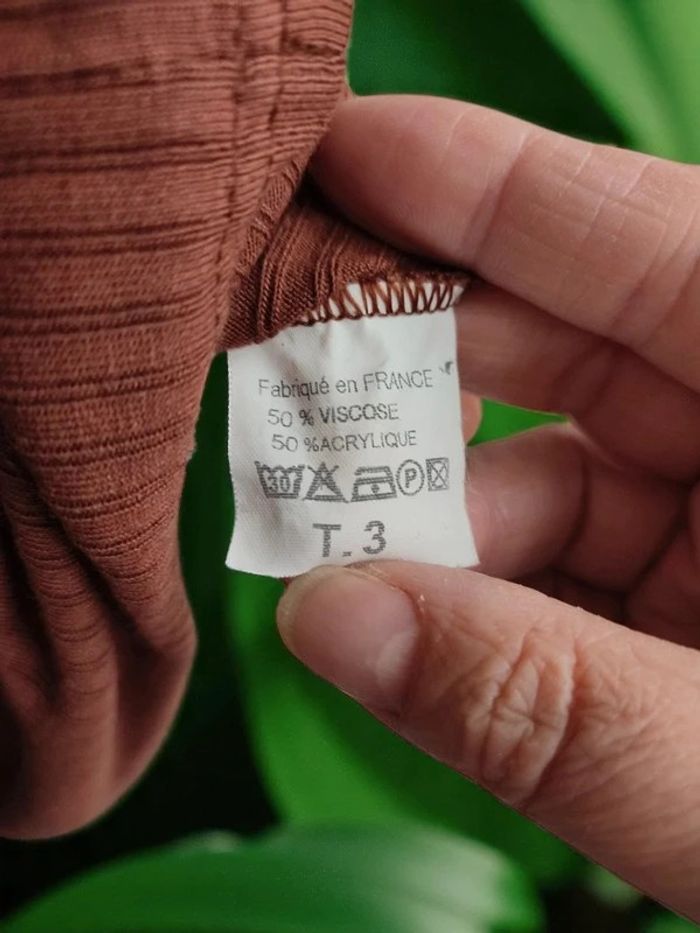 Fabriqué en FRANCE
50 % VISCOSE
50 %ACRYLIQUE
30 P
T. 3